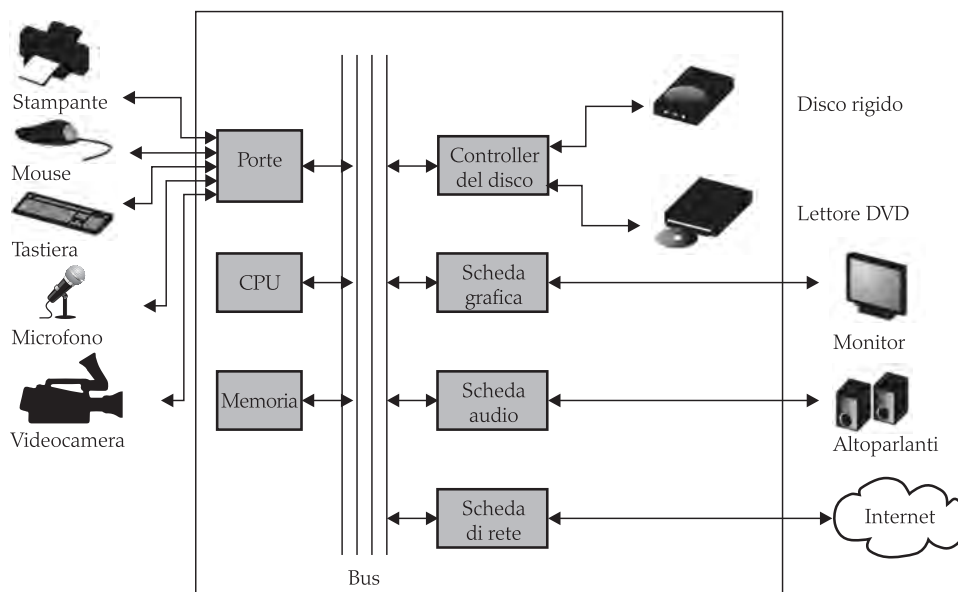 Stampante
Mouse
Tastiera
Microfono
Videocamera
Porte
CPU
Memoria
Bus
Controller
del disco
Scheda
grafica
Scheda
audio
Scheda
di rete
Disco rigido
Lettore DVD
Monitor
Altoparlanti
Internet